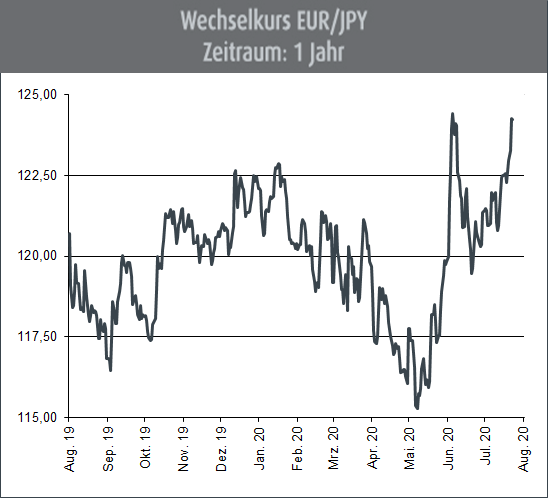 Wechselkurs EUR/JPY
Zeitraum: 1 Jahr
125,00
122,50
120,00
117,50
115,00
Aug. 19
Sep. 19
Okt. 19
Nov. 19
Dez. 19
Jan. 20
Feb. 20
Mrz. 20
Apr. 20
Mai. 20
Jun. 20
Jul. 20
Aug. 20